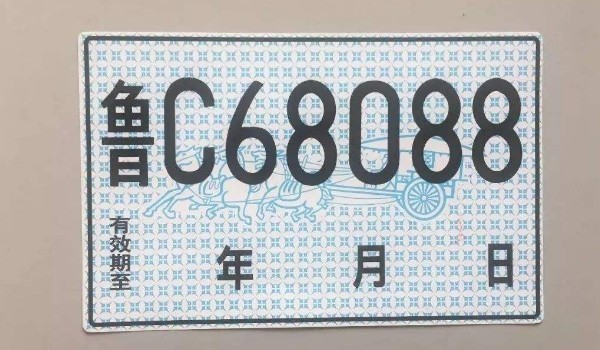 鲁C68088
有效期至
年 月 日